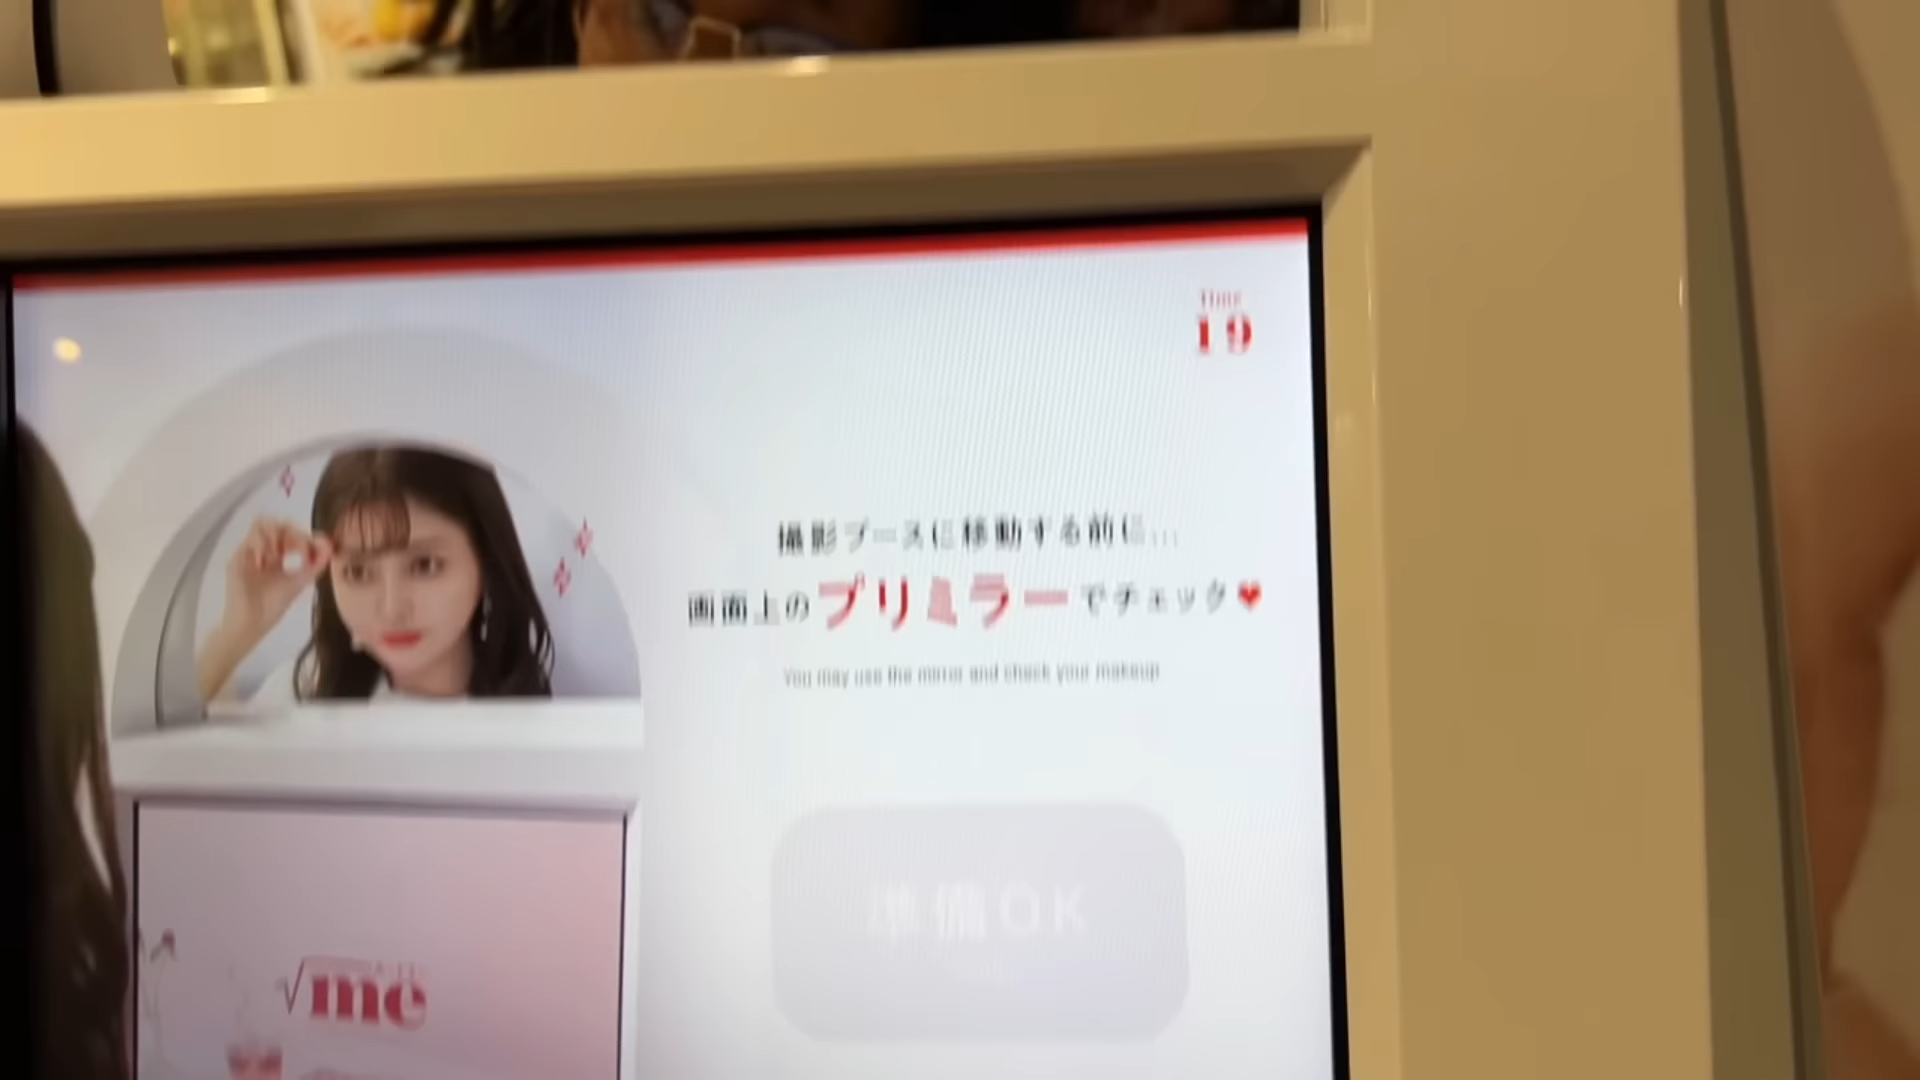 Time
19
撮影ブースに移動する前に...
画面上のプリミラーでチェック♥
You may use the mirror and check your makeup
準備OK
√me